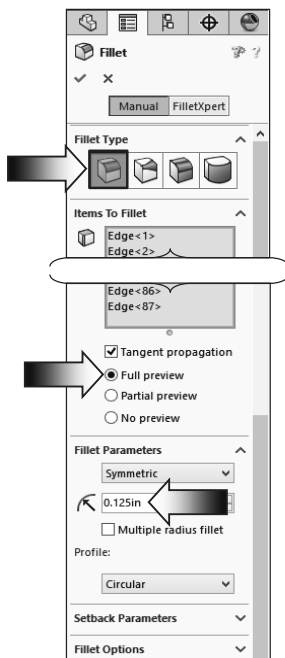 Fillet
?
Manual FilletXpert
Fillet Type
Items To Fillet
Edge<1>
Edge<2>
Edge<86>
Edge<87>
Tangent propagation
Full preview
Partial preview
No preview
Fillet Parameters
Symmetric
0.125in
Multiple radius fillet
Profile:
Circular
Setback Parameters
Fillet Options